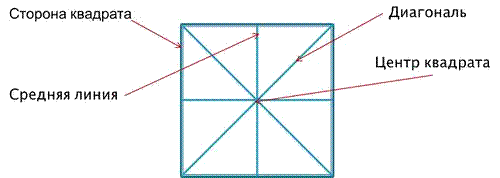 Сторона квадрата
Диагональ
Центр квадрата
Средняя линия